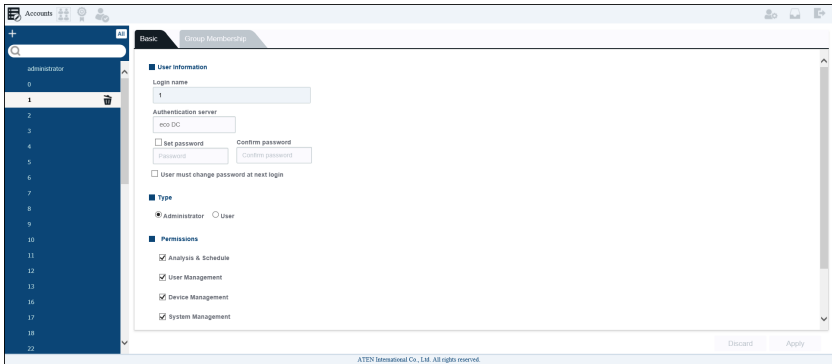 Accounts
All
Basic
Group Membership
administrator
0
1
2
3
4
5
6
7
8
9
10
11
12
13
16
17
18
22
User Information
Login name
1
Authentication server
eco DC
Set password
Confirm password
Password
Confirm password
User must change password at next login
Type
Administrator
User
Permissions
Analysis & Schedule
User Management
Device Management
System Management
Discard
Apply
ATEN International Co., Ltd. All rights reserved.